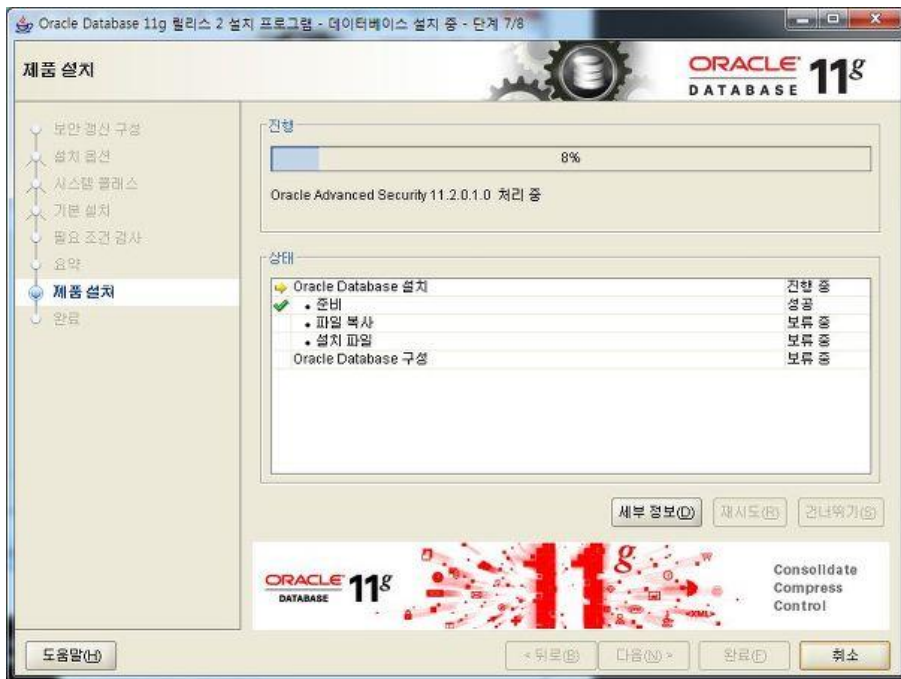 Oracle Database 11g 릴리스 2 설치 프로그램 - 데이터베이스 설치 중 - 단계 7/8
제품 설치
ORACLE 11g
DATABASE
보안 갱신 구성
설치 옵션
시스템 클래스
기본 설치
필요 조건 검사
요약
제품 설치
완료
진행
8%
Oracle Advanced Security 11.2.0.1.0 처리 중
상태
Oracle Database 설치 진행 중
• 준비 성공
• 파일 복사 보류 중
• 설치 파일 보류 중
Oracle Database 구성 보류 중
세부 정보(D) 재시도(R) 건너뛰기(S)
ORACLE 11g
DATABASE
11g
W
<XML>
Consolidate
Compress
Control
도움말(H) < 뒤로(B) 다음(N) > 완료(F) 취소